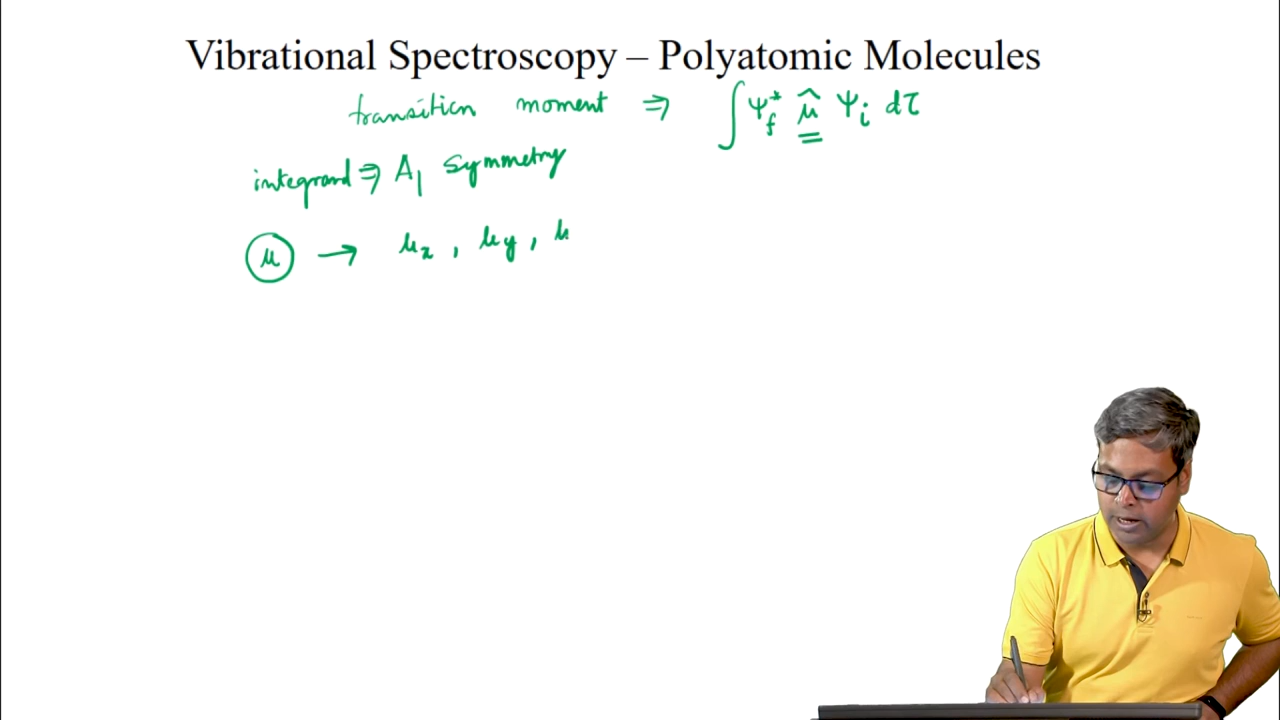 Vibrational Spectroscopy – Polyatomic Molecules
transition moment ⇒ ∫ Ψf* μ̂ Ψi dτ
integrand ⇒ A1 Symmetry
μ → μx, μy, μ